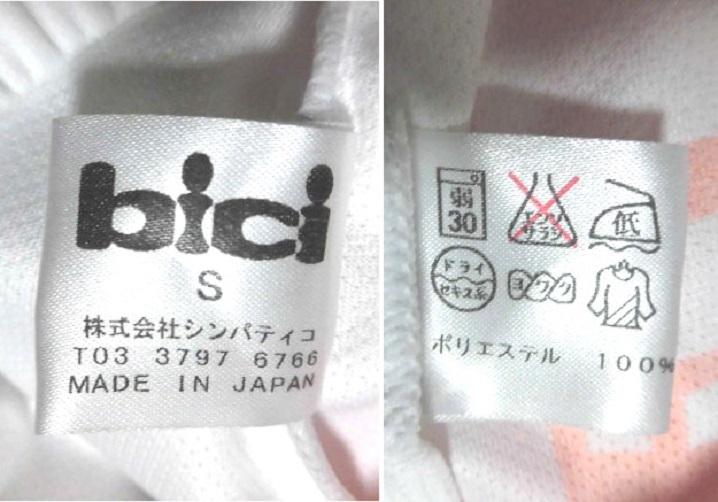 bici
S
株式会社シンパティコ
T03 3797 6766
MADE IN JAPAN
弱
30
エンソ
サラシ
低
ドライ
セキユ系
ヨワク
ポリエステル 100%